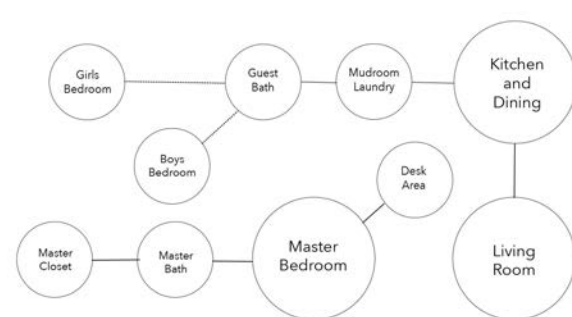 Girls
Bedroom
Guest
Bath
Mudroom
Laundry
Kitchen
and
Dining
Boys
Bedroom
Desk
Area
Master
Closet
Master
Bath
Master
Bedroom
Living
Room